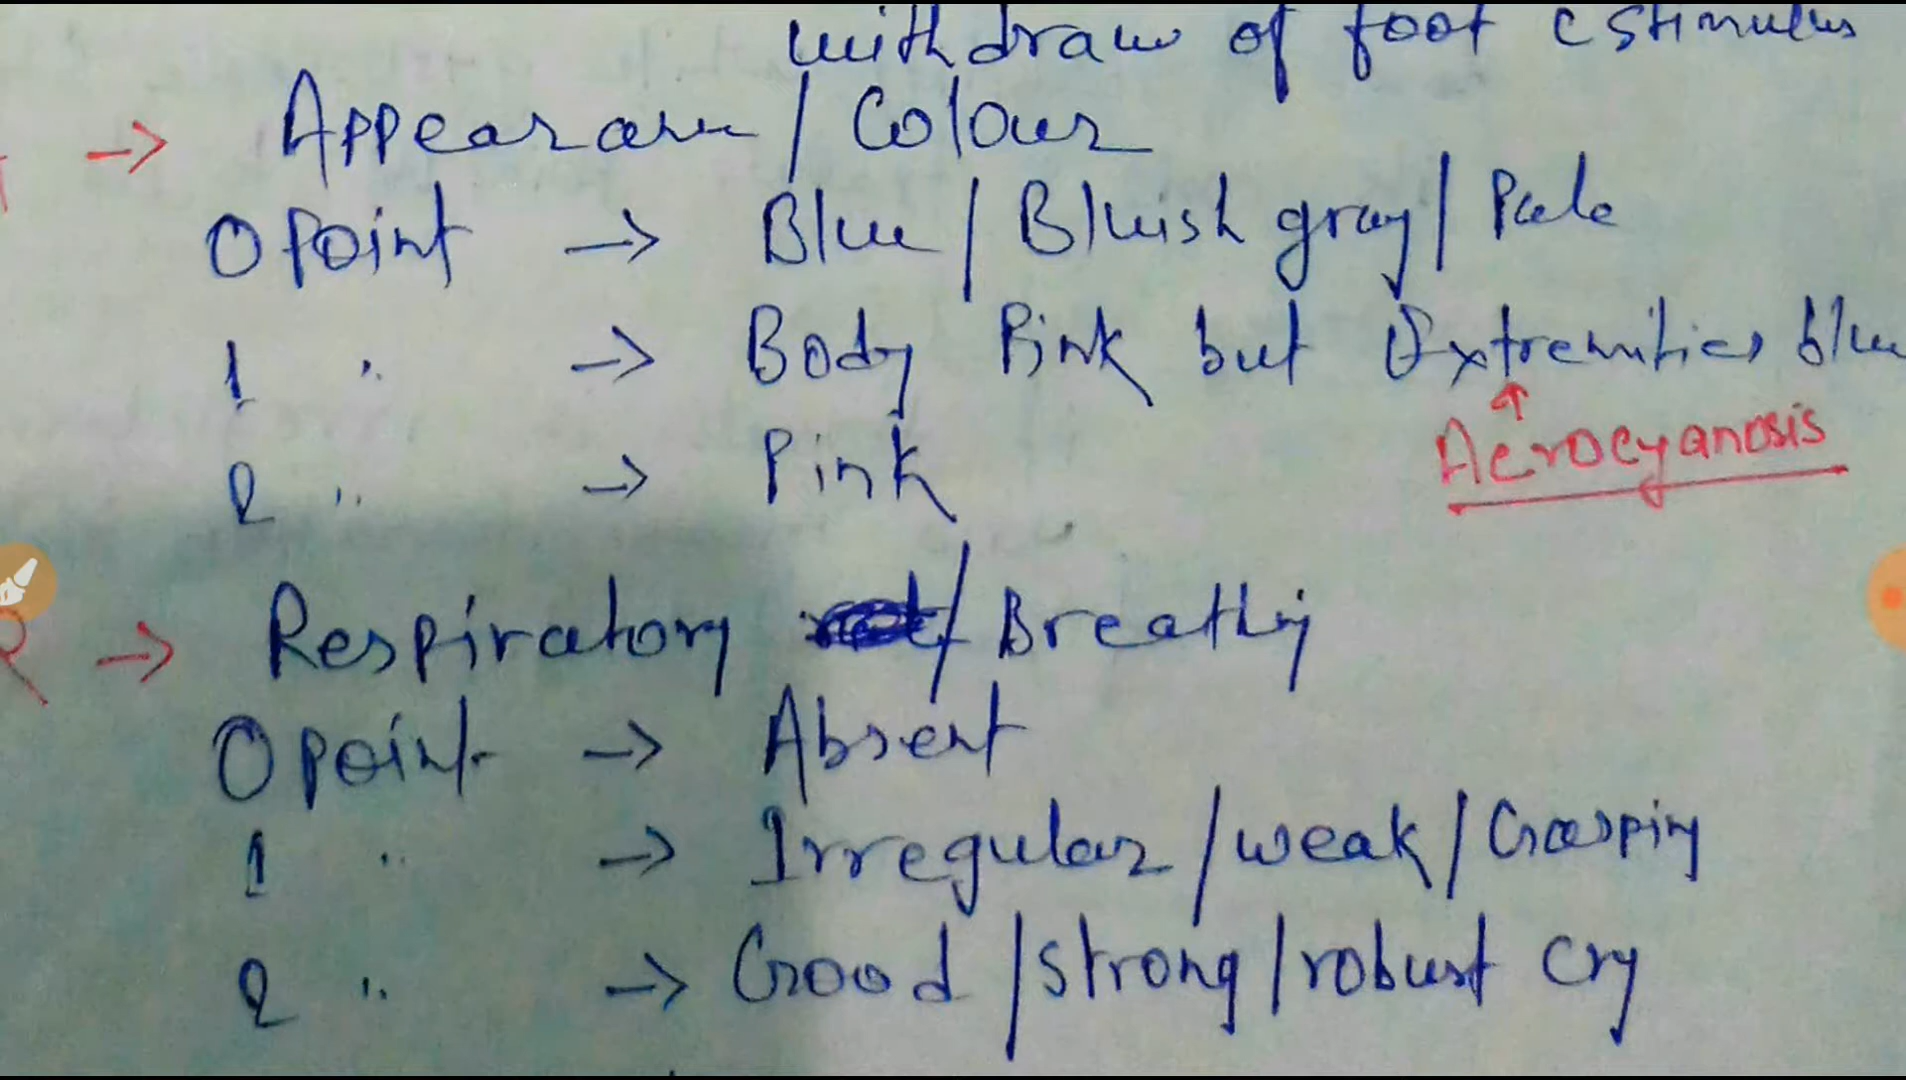 withdraw of foot c stimulus
→ Appearance / Colour
0 Point → Blue / Bluish gray / Pale
1 " → Body Pink but Extremities blue
↑
Acrocyanosis
2 " → Pink
R → Respiratory / Breathing
0 point → Absent
1 " → Irregular / weak / Gasping
2 " → Good / strong / robust cry